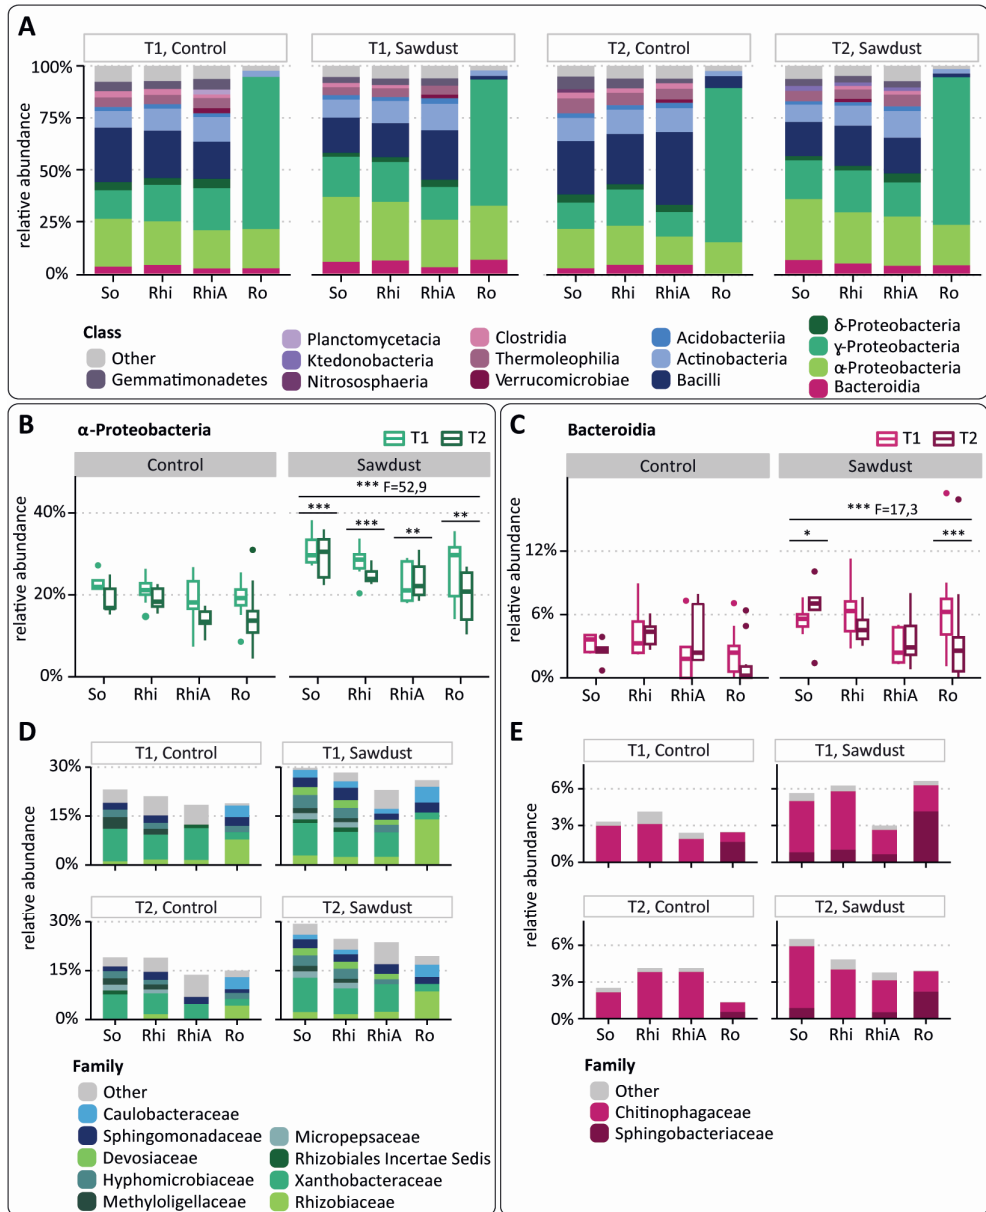 A
T1, Control
T1, Sawdust
T2, Control
T2, Sawdust
relative abundance
100%
75%
50%
25%
0%
So Rhi RhiA Ro
So Rhi RhiA Ro
So Rhi RhiA Ro
So Rhi RhiA Ro
Class
Other
Gemmatimonadetes
Planctomycetacia
Ktedonobacteria
Nitrososphaeria
Clostridia
Thermoleophilia
Verrucomicrobiae
Acidobacteriia
Actinobacteria
Bacilli
δ-Proteobacteria
γ-Proteobacteria
α-Proteobacteria
Bacteroidia
B
α-Proteobacteria
T1 T2
Control
Sawdust
relative abundance
40%
20%
0%
*** F=52,9
*** *** ** **
So Rhi RhiA Ro
So Rhi RhiA Ro
C
Bacteroidia
T1 T2
Control
Sawdust
relative abundance
12%
6%
0%
*** F=17,3
* ***
So Rhi RhiA Ro
So Rhi RhiA Ro
D
T1, Control
T1, Sawdust
relative abundance
30%
15%
0%
T2, Control
T2, Sawdust
30%
15%
0%
So Rhi RhiA Ro
So Rhi RhiA Ro
Family
Other
Caulobacteraceae
Sphingomonadaceae
Devosiaceae
Hyphomicrobiaceae
Methyloligellaceae
Micropepsaceae
Rhizobiales Incertae Sedis
Xanthobacteraceae
Rhizobiaceae
E
T1, Control
T1, Sawdust
relative abundance
6%
3%
0%
T2, Control
T2, Sawdust
6%
3%
0%
So Rhi RhiA Ro
So Rhi RhiA Ro
Family
Other
Chitinophagaceae
Sphingobacteriaceae